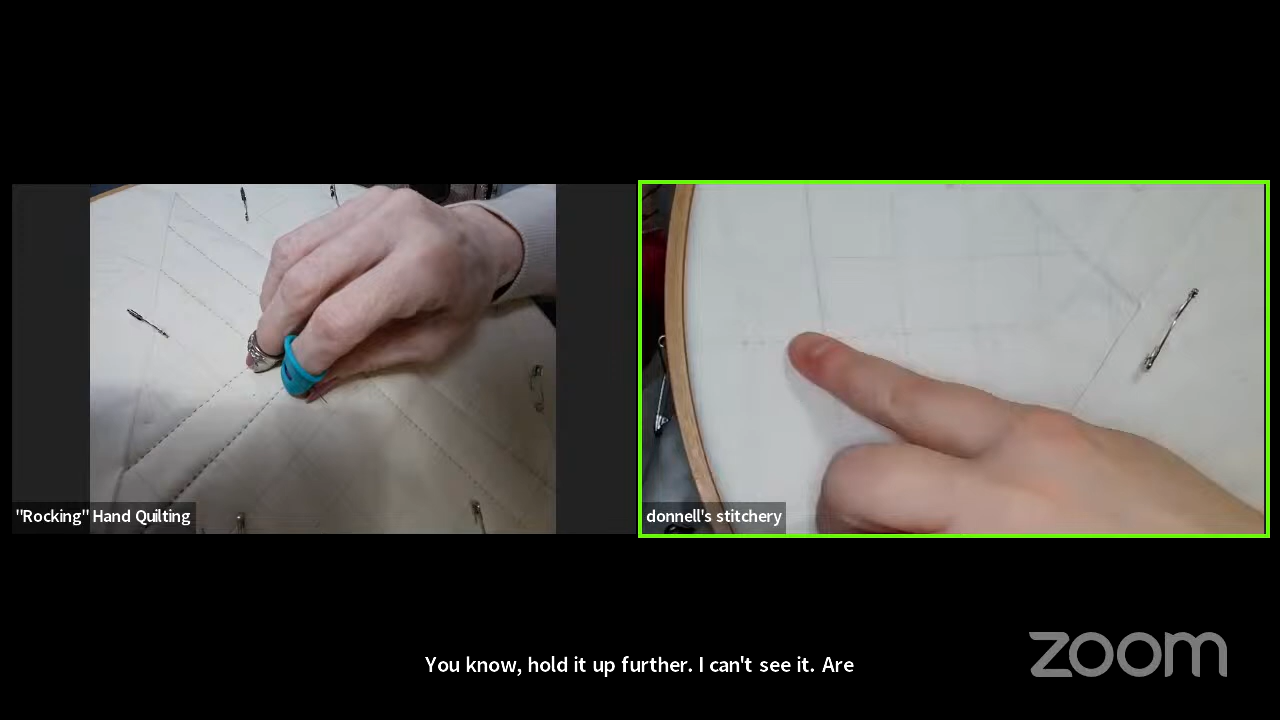 "Rocking" Hand Quilting
donnell's stitchery
You know, hold it up further. I can't see it. Are
zoom